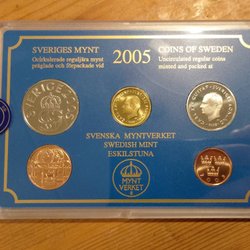 SVERIGES MYNT
Ocirkulerade reguljära mynt
präglade och förpackade vid
2005
COINS OF SWEDEN
Uncirculated regular coins
minted and packed at
SVERIGE
SVENSKA MYNTVERKET
SWEDISH MINT
ESKILSTUNA
MYNT
VERKET